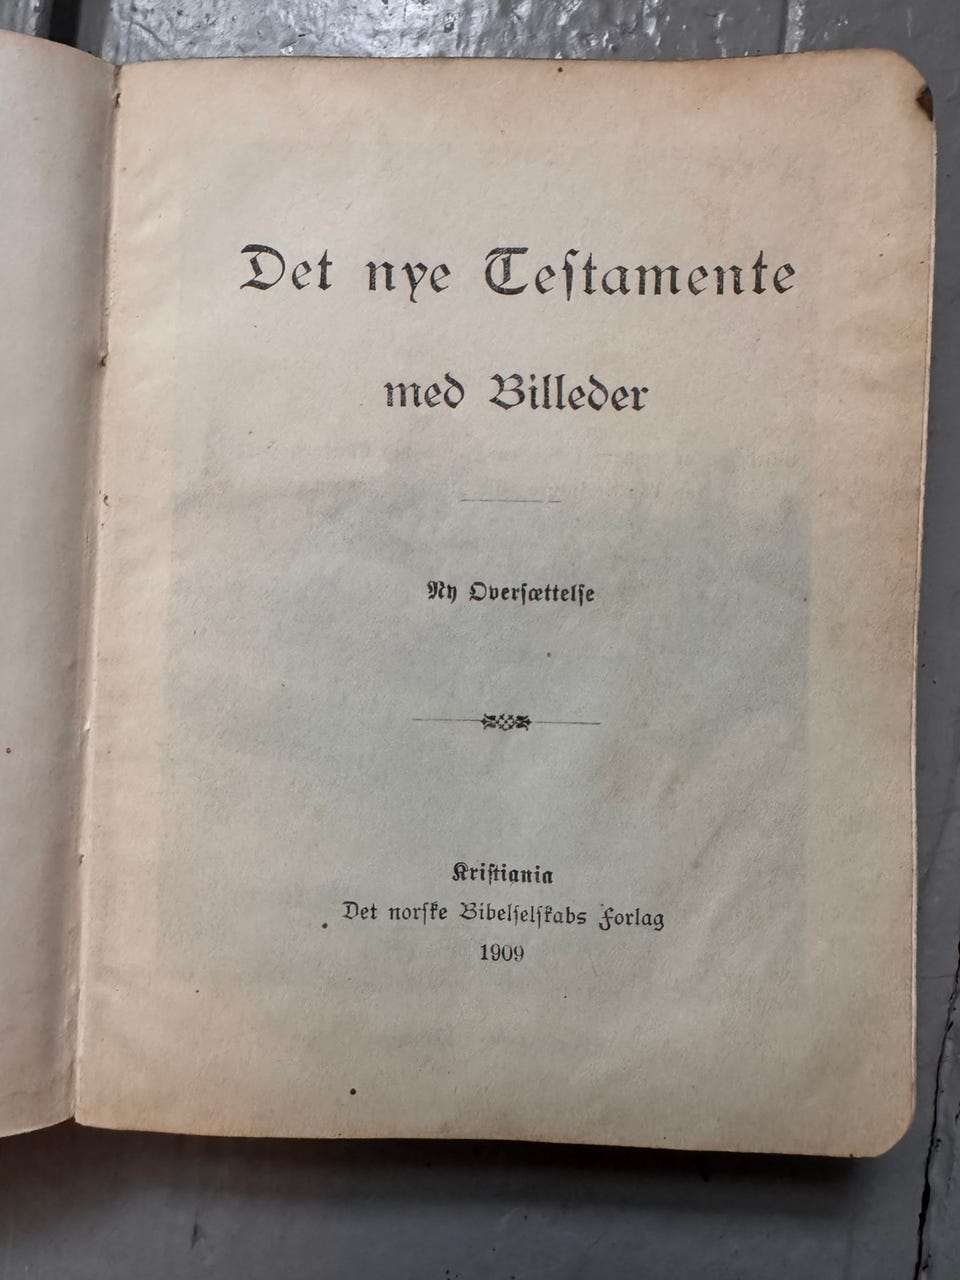 Det nye Testamente
med Billeder
Ny Oversættelse
Kristiania
Det norske Bibelselskabs Forlag
1909